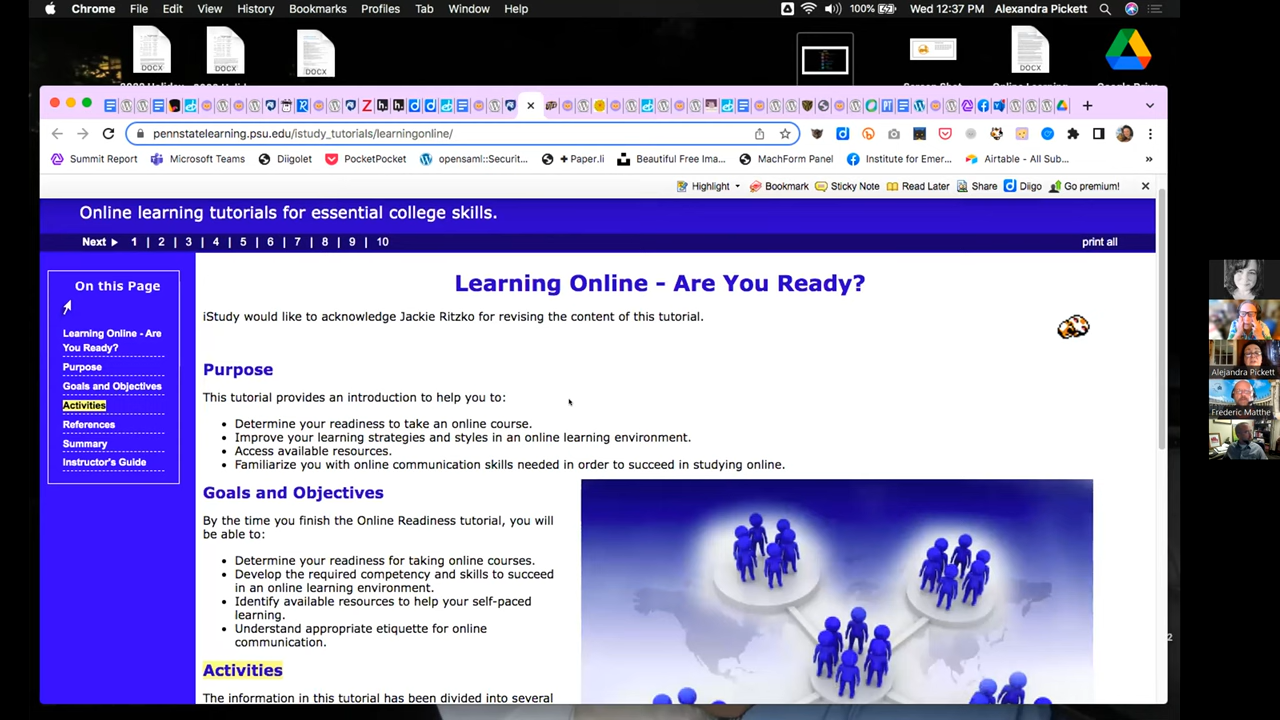 Chrome File Edit View History Bookmarks Profiles Tab Window Help 100% Wed 12:37 PM Alexandra Pickett
DOCX DOCX DOCX
pennstatelearning.psu.edu/istudy_tutorials/learningonline/
Summit Report Microsoft Teams Diigolet PocketPocket opensaml::Securit... + Paper.li Beautiful Free Ima... MachForm Panel Institute for Emer... Airtable - All Sub... »
Highlight Bookmark Sticky Note Read Later Share Diigo Go premium!
Online learning tutorials for essential college skills.
Next 1 | 2 | 3 | 4 | 5 | 6 | 7 | 8 | 9 | 10 print all
On this Page
Learning Online - Are
You Ready?
Purpose
Goals and Objectives
Activities
References
Summary
Instructor's Guide
Learning Online - Are You Ready?
iStudy would like to acknowledge Jackie Ritzko for revising the content of this tutorial.
Purpose
This tutorial provides an introduction to help you to:
• Determine your readiness to take an online course.
• Improve your learning strategies and styles in an online learning environment.
• Access available resources.
• Familiarize you with online communication skills needed in order to succeed in studying online.
Goals and Objectives
By the time you finish the Online Readiness tutorial, you will
be able to:
• Determine your readiness for taking online courses.
• Develop the required competency and skills to succeed
in an online learning environment.
• Identify available resources to help your self-paced
learning.
• Understand appropriate etiquette for online
communication.
Activities
The information in this tutorial has been divided into several
Alejandra Pickett
Frederic Matthe